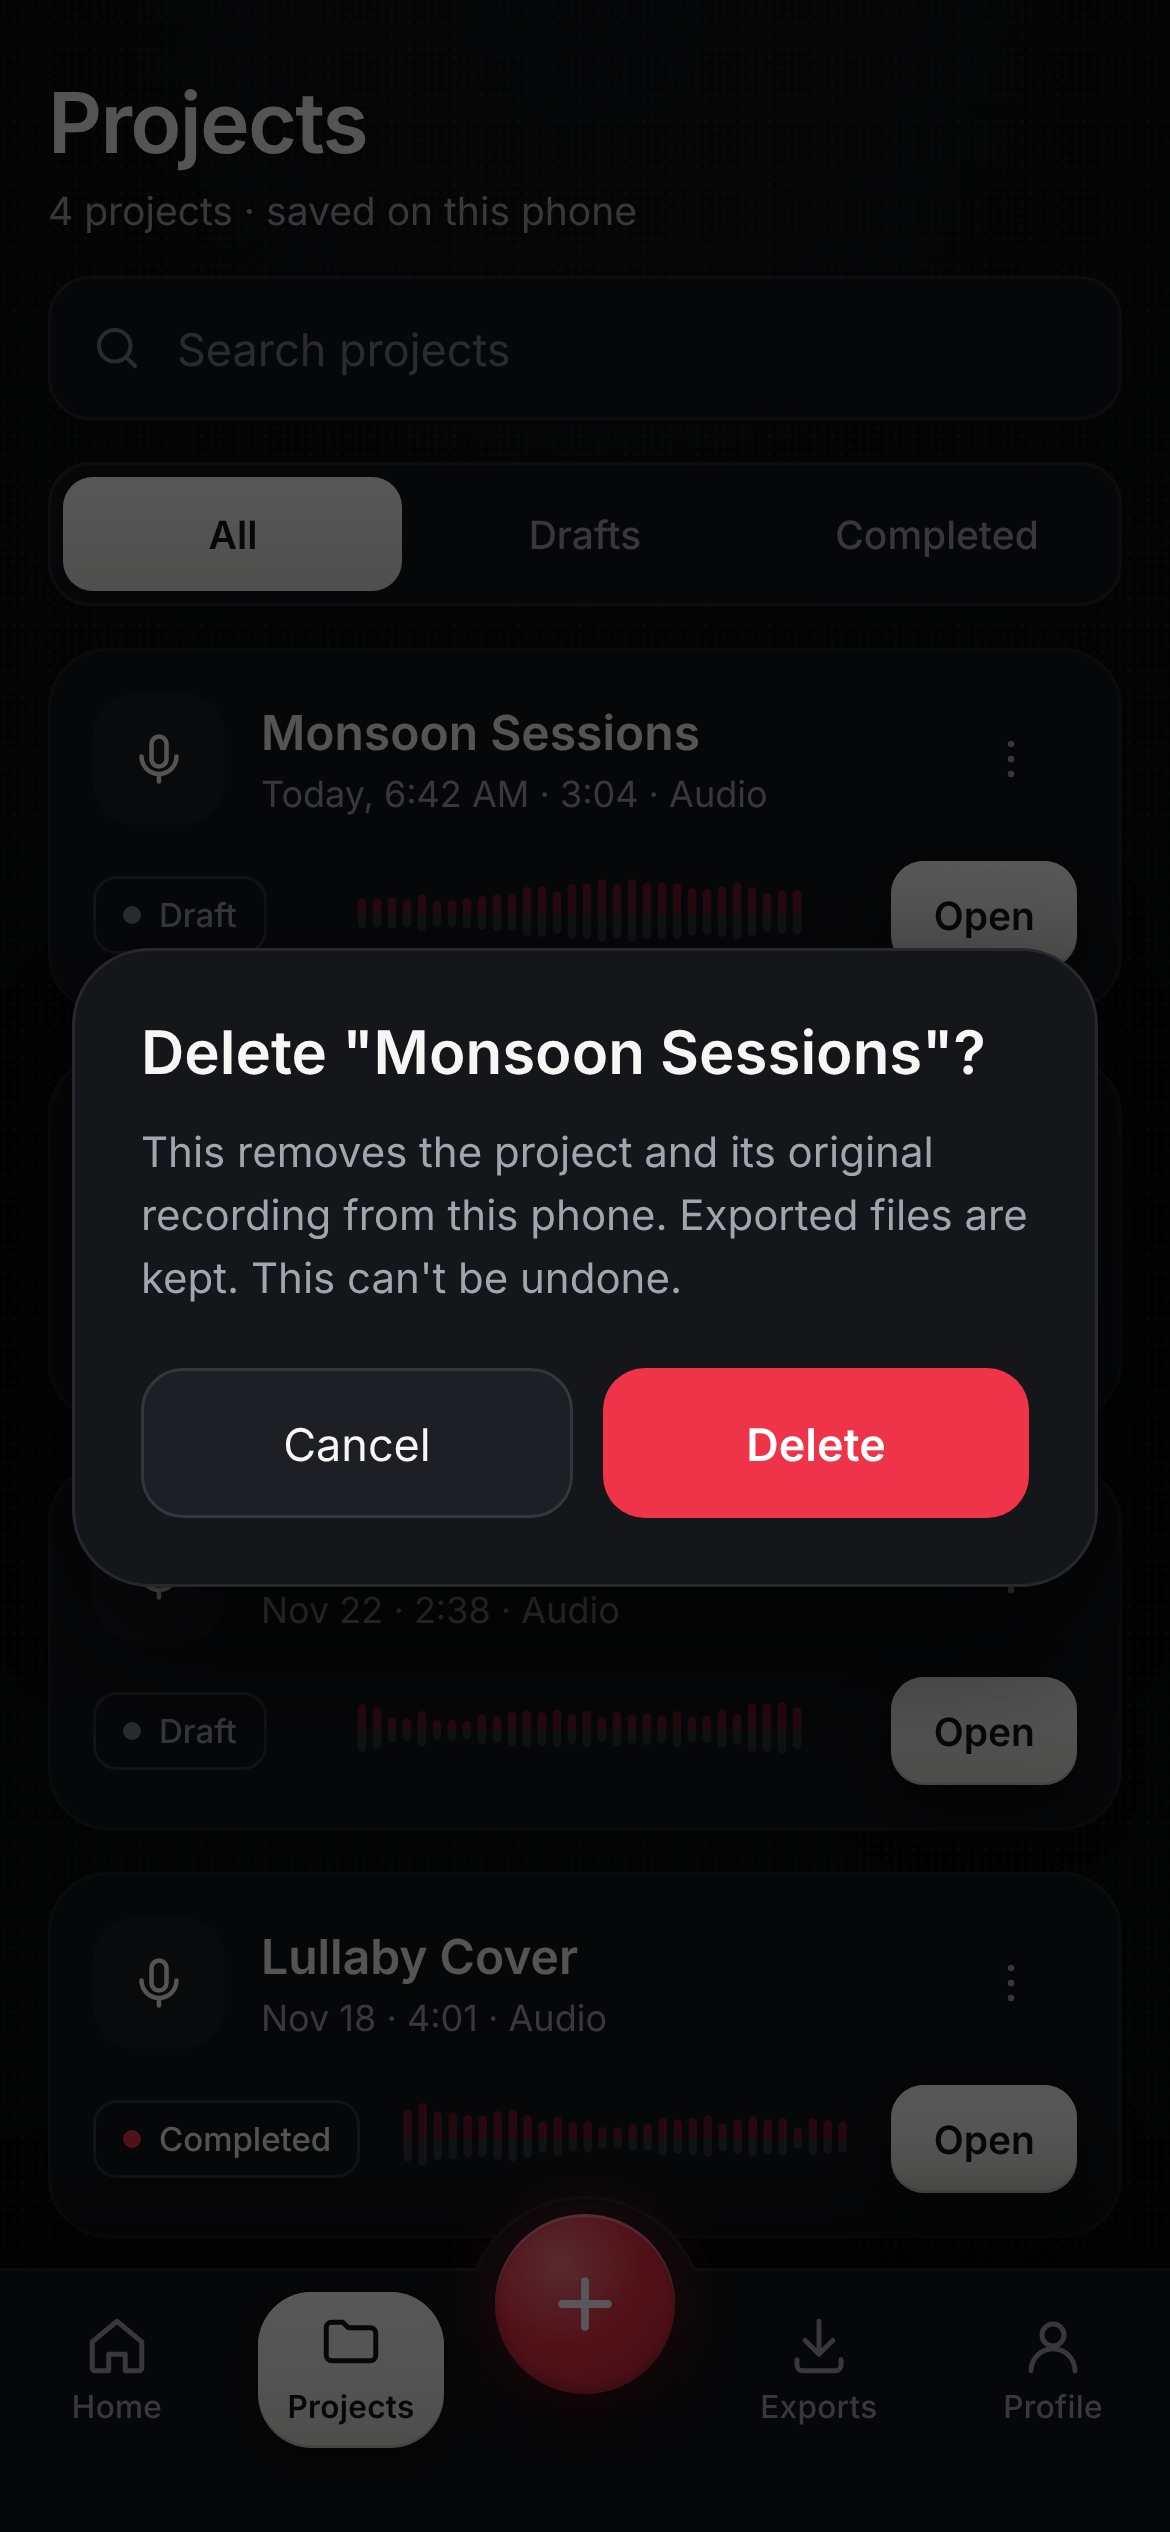 Projects
4 projects · saved on this phone
Search projects
All
Drafts
Completed
Monsoon Sessions
Today, 6:42 AM · 3:04 · Audio
Draft
Open
Delete "Monsoon Sessions"?
This removes the project and its original
recording from this phone. Exported files are
kept. This can't be undone.
Cancel
Delete
Nov 22 · 2:38 · Audio
Draft
Open
Lullaby Cover
Nov 18 · 4:01 · Audio
Completed
Open
Home
Projects
Exports
Profile